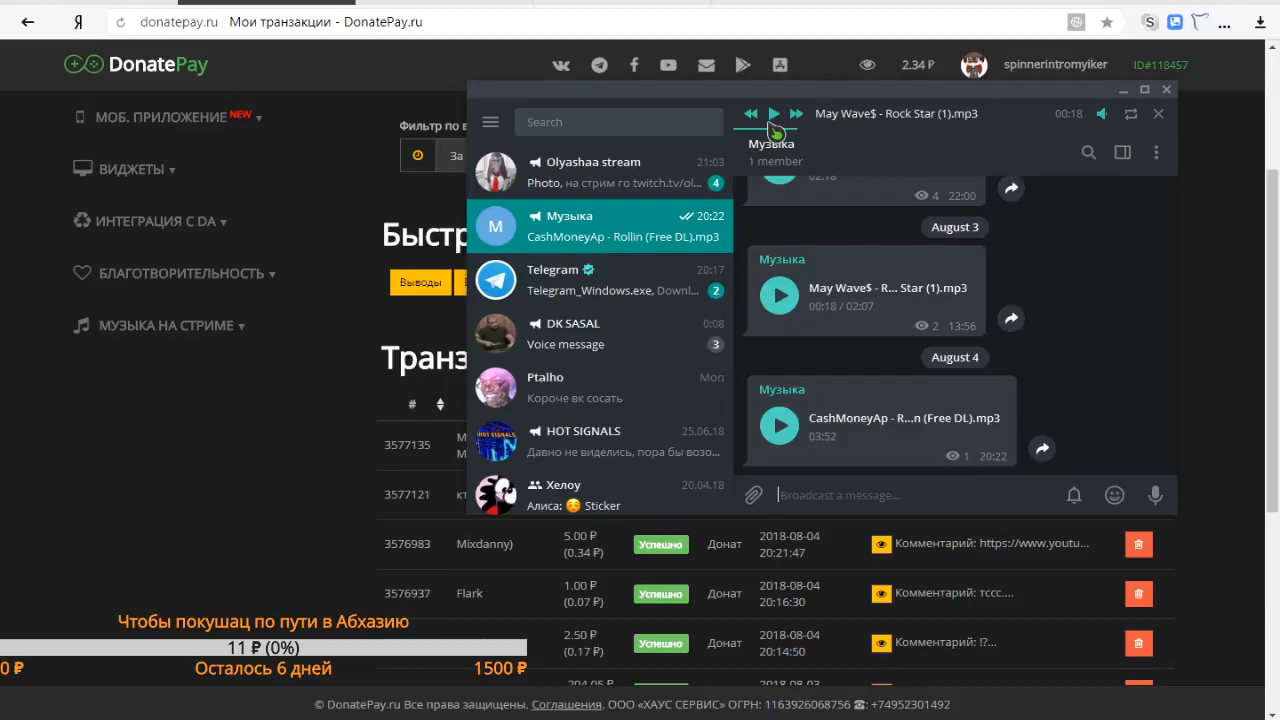 donatepay.ru Мои транзакции - DonatePay.ru
DonatePay
2.34 ₽
spinnerintromyiker
ID#118457
МОБ. ПРИЛОЖЕНИЕ NEW
ВИДЖЕТЫ
ИНТЕГРАЦИЯ С DA
БЛАГОТВОРИТЕЛЬНОСТЬ
МУЗЫКА НА СТРИМЕ
Фильтр по в
За
Быстр
Выводы
Транз
#
3577135
3577121
Search
Olyashaa stream 21:03
Photo, на стрим го twitch.tv/ol... 4
М
Музыка 20:22
CashMoneyAp - Rollin (Free DL).mp3
Telegram 20:17
Telegram_Windows.exe, Downl... 2
DK SASAL 0:08
Voice message 3
Ptalho Mon
Короче вк сосать
HOT SIGNALS 25.06.18
Давно не виделись, пора бы возо...
Хелоу 20.04.18
Алиса: ☺️ Sticker
May Wave$ - Rock Star (1).mp3 00:18
Музыка
1 member
02:18
4 22:00
August 3
Музыка
May Wave$ - R... Star (1).mp3
00:18 / 02:07
2 13:56
August 4
Музыка
CashMoneyAp - R...n (Free DL).mp3
03:52
1 20:22
Broadcast a message...
3576983 Mixdanny) 5.00 ₽ (0.34 ₽) Успешно Донат 2018-08-04 20:21:47 Комментарий: https://www.youtu...
3576937 Flark 1.00 ₽ (0.07 ₽) Успешно Донат 2018-08-04 20:16:30 Комментарий: тссс....
2.50 ₽ (0.17 ₽) Успешно Донат 2018-08-04 20:14:50 Комментарий: !?...
2018-08-03
Чтобы покушац по пути в Абхазию
11 ₽ (0%)
0 ₽ Осталось 6 дней 1500 ₽
© DonatePay.ru Все права защищены. Соглашения. ООО «ХАУС СЕРВИС» ОГРН: 1163926068756 ☎: +74952301492